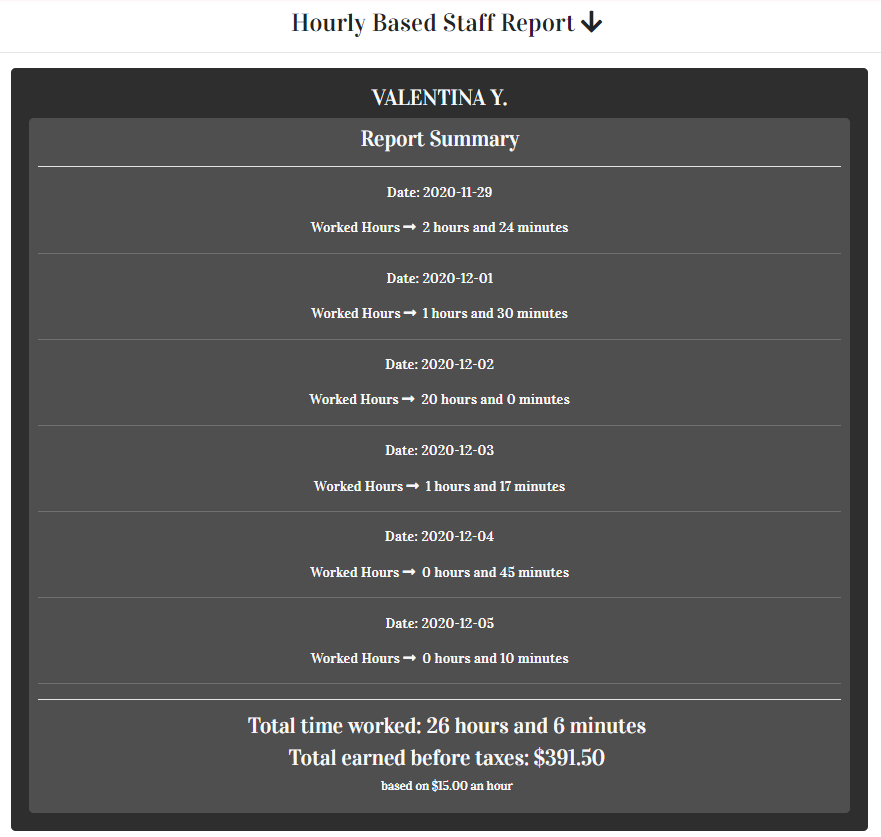 Hourly Based Staff Report
VALENTINA Y.
Report Summary
Date: 2020-11-29
Worked Hours → 2 hours and 24 minutes
Date: 2020-12-01
Worked Hours → 1 hours and 30 minutes
Date: 2020-12-02
Worked Hours → 20 hours and 0 minutes
Date: 2020-12-03
Worked Hours → 1 hours and 17 minutes
Date: 2020-12-04
Worked Hours → 0 hours and 45 minutes
Date: 2020-12-05
Worked Hours → 0 hours and 10 minutes
Total time worked: 26 hours and 6 minutes
Total earned before taxes: $391.50
based on $15.00 an hour